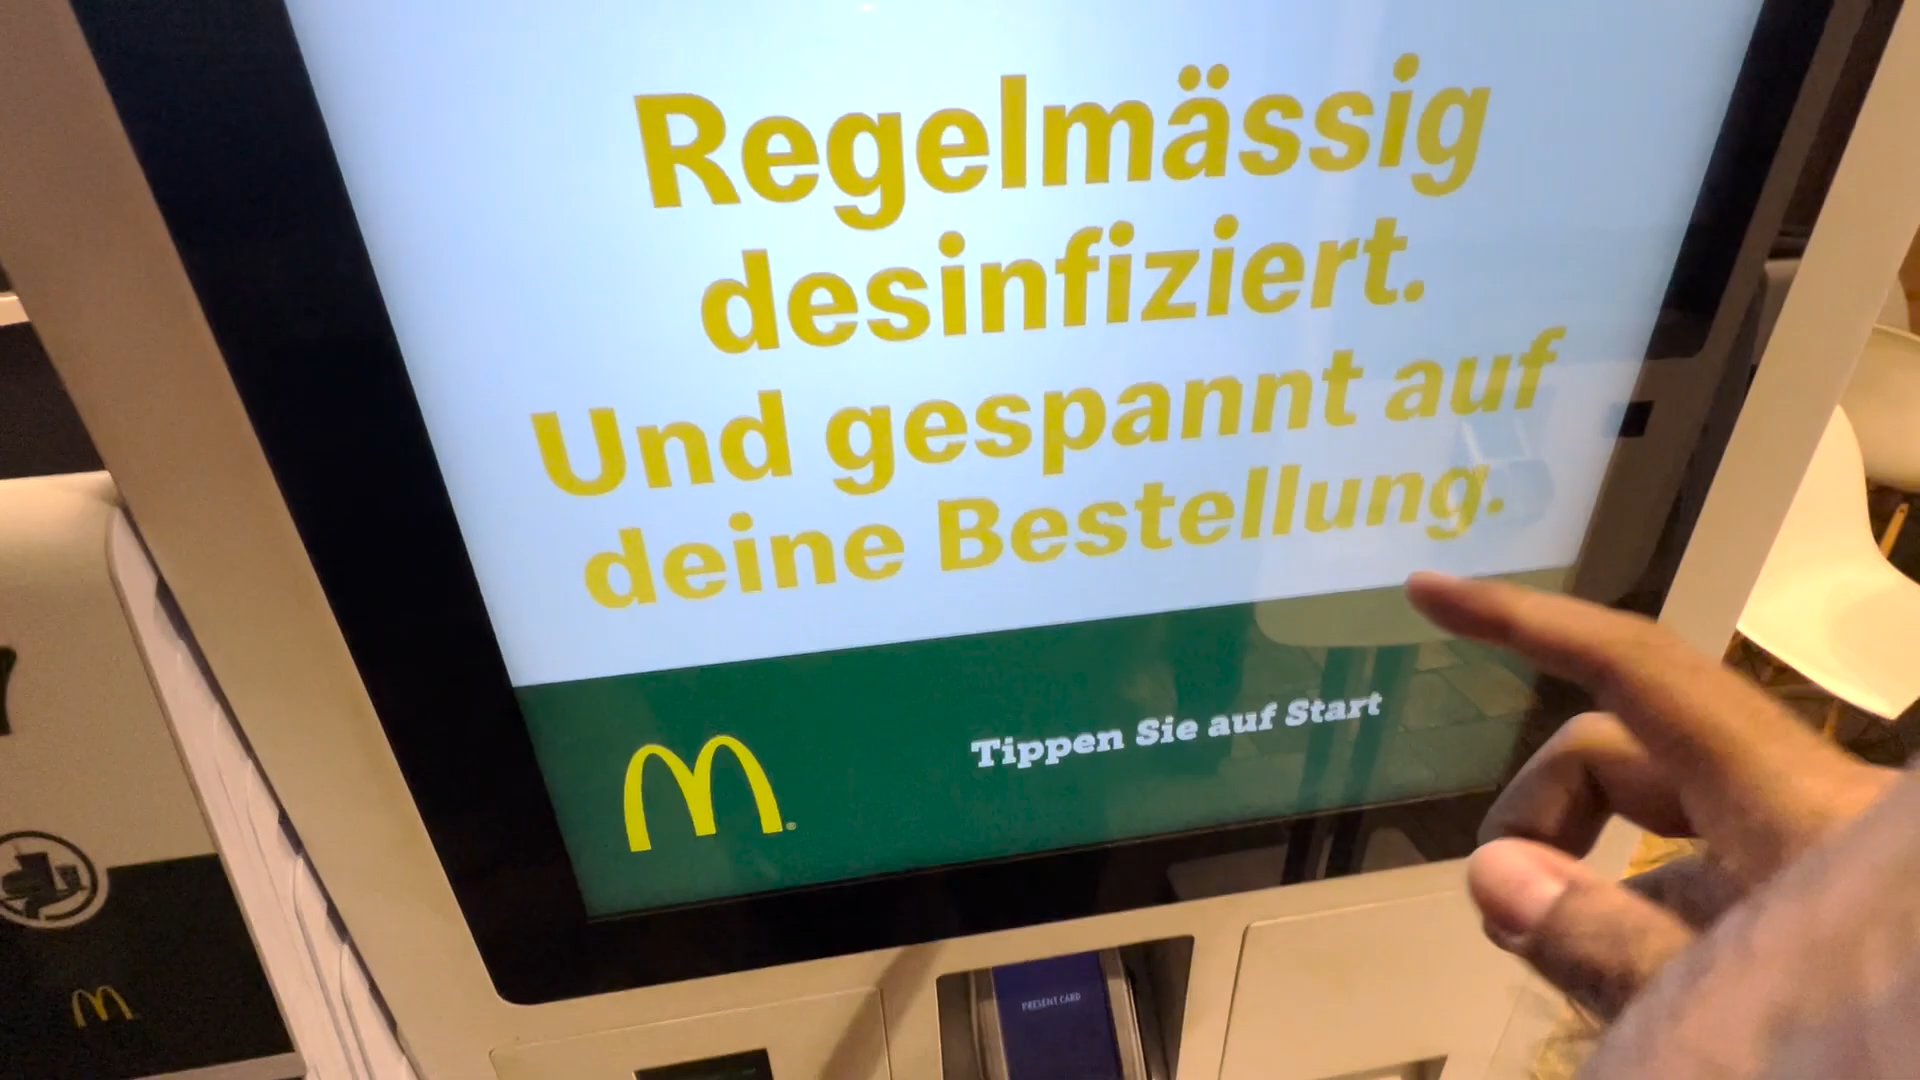 Regelmässig
desinfiziert.
Und gespannt auf
deine Bestellung.
Tippen Sie auf Start
PRESENT CARD